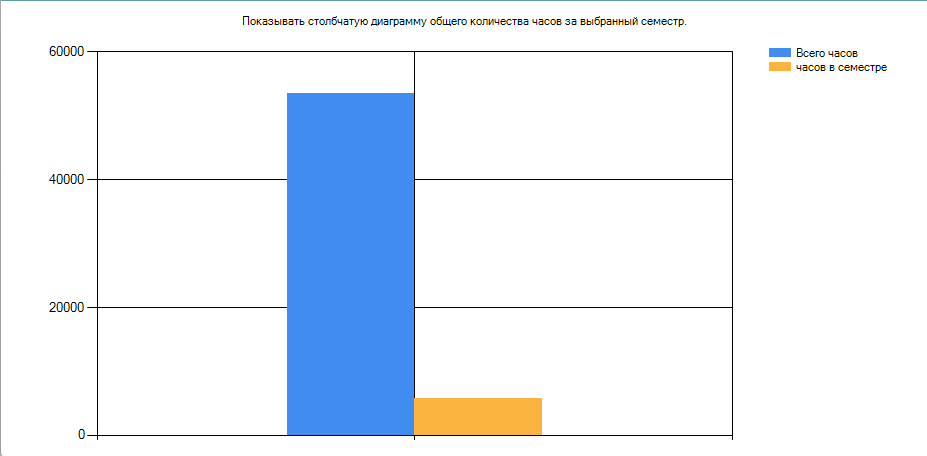 Показывать столбчатую диаграмму общего количества часов за выбранный семестр.
Всего часов
часов в семестре
60000
40000
20000
0